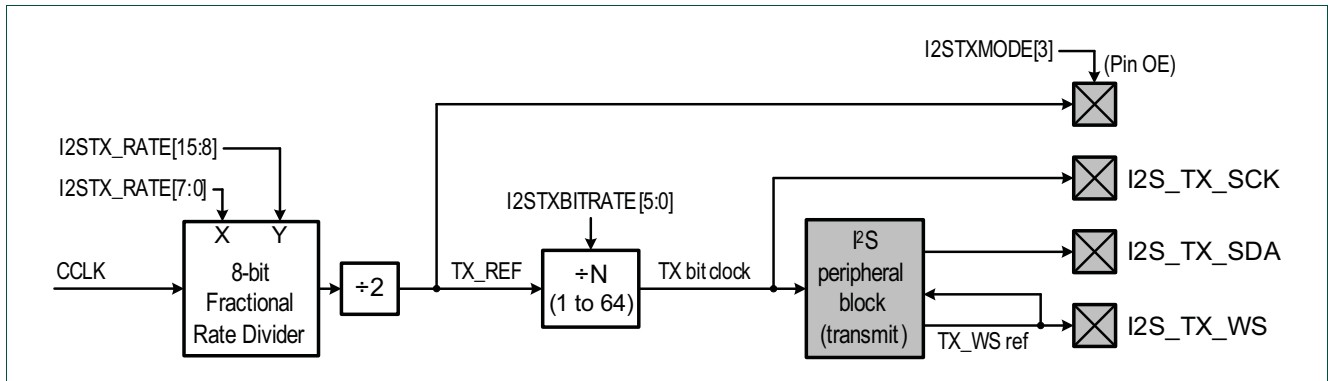 I2STXMODE[3]
(Pin OE)
I2STX_RATE[15:8]
I2STX_RATE[7:0]
I2STXBITRATE[5:0]
I2S_TX_SCK
X Y
CCLK
8-bit
Fractional
Rate Divider
÷2
TX_REF
÷N
(1 to 64)
TX bit clock
I²S
peripheral
block
(transmit)
I2S_TX_SDA
TX_WS ref
I2S_TX_WS